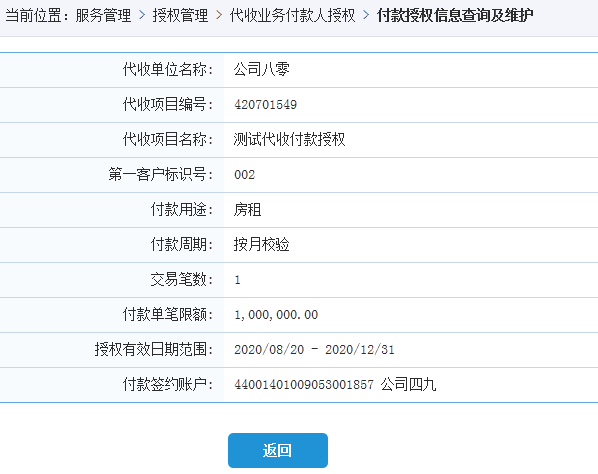 当前位置：服务管理 > 授权管理 > 代收业务付款人授权 > 付款授权信息查询及维护
代收单位名称: 公司八零
代收项目编号: 420701549
代收项目名称: 测试代收付款授权
第一客户标识号: 002
付款用途: 房租
付款周期: 按月校验
交易笔数: 1
付款单笔限额: 1,000,000.00
授权有效日期范围: 2020/08/20 - 2020/12/31
付款签约账户: 44001401009053001857 公司四九
返回